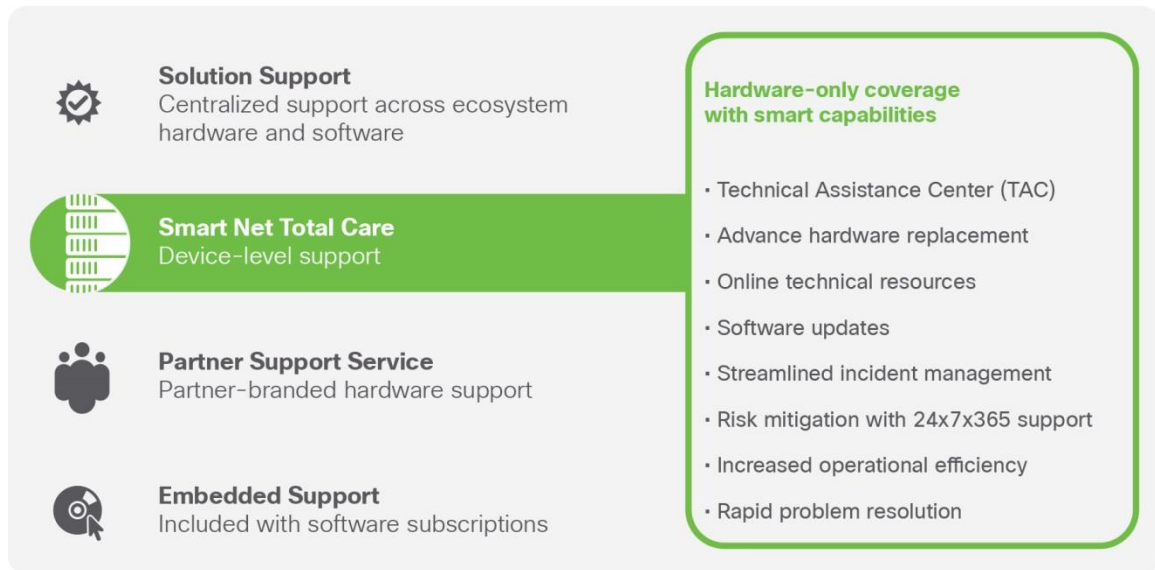 Solution Support
Centralized support across ecosystem
hardware and software
Smart Net Total Care
Device-level support
Partner Support Service
Partner-branded hardware support
Embedded Support
Included with software subscriptions
Hardware-only coverage
with smart capabilities
· Technical Assistance Center (TAC)
· Advance hardware replacement
· Online technical resources
· Software updates
· Streamlined incident management
· Risk mitigation with 24x7x365 support
· Increased operational efficiency
· Rapid problem resolution